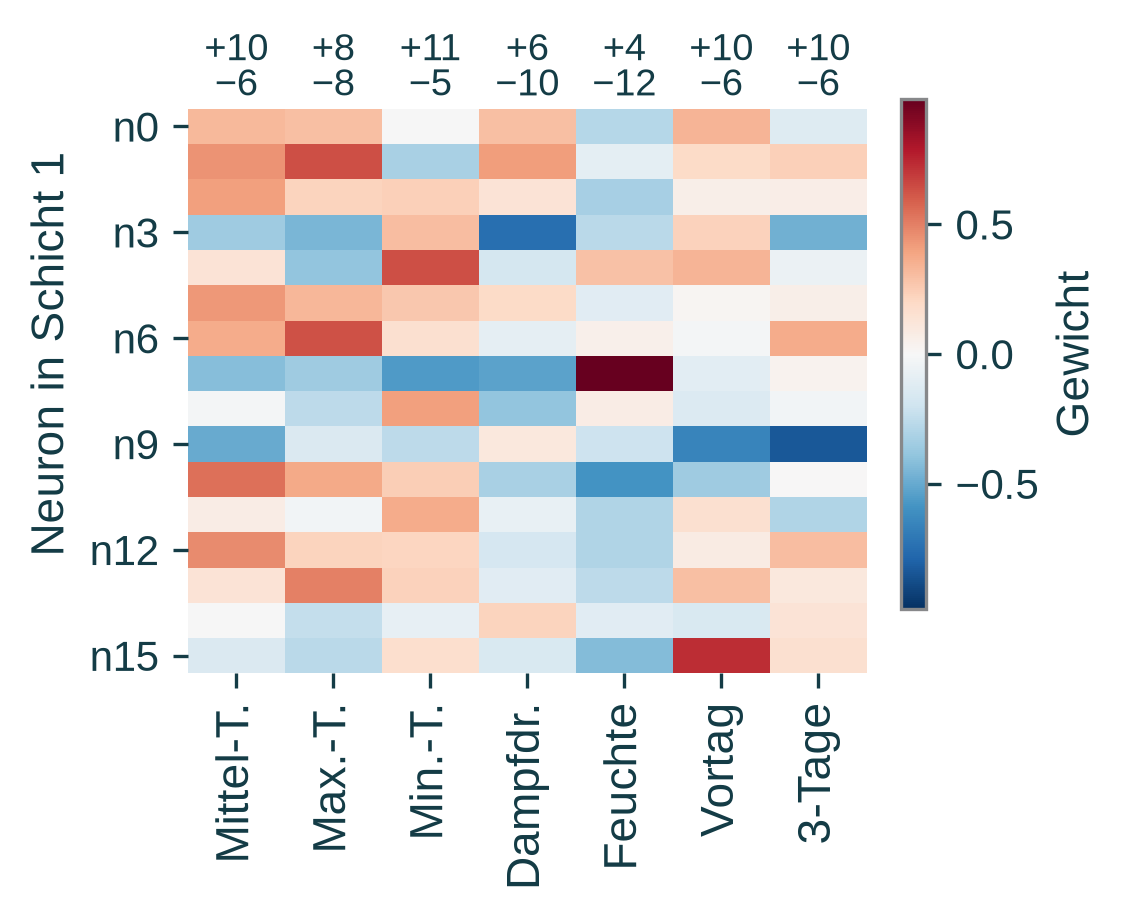 +10 +8 +11 +6 +4 +10 +10
−6 −8 −5 −10 −12 −6 −6
Neuron in Schicht 1
n0
n3
n6
n9
n12
n15
Mittel-T.
Max.-T.
Min.-T.
Dampfdr.
Feuchte
Vortag
3-Tage
0.5
0.0
−0.5
Gewicht